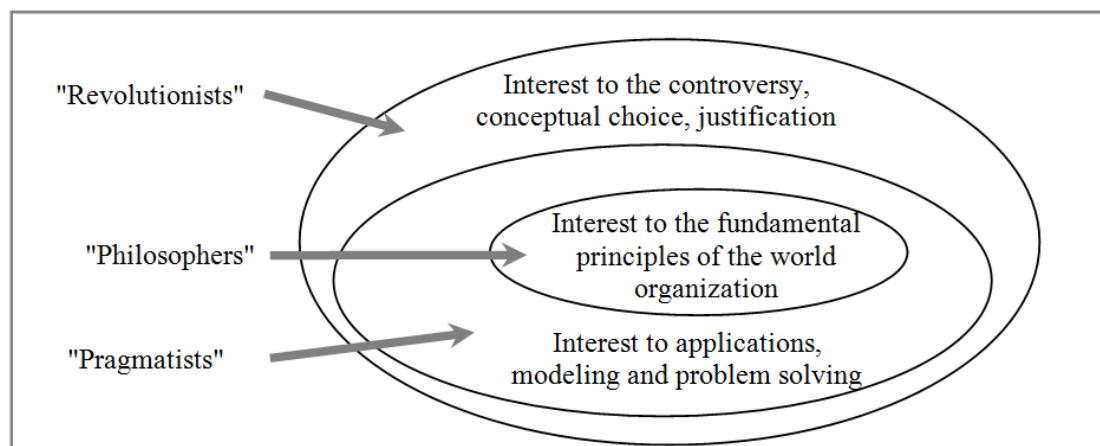 "Revolutionists"
Interest to the controversy,
conceptual choice, justification
"Philosophers"
Interest to the fundamental
principles of the world
organization
"Pragmatists"
Interest to applications,
modeling and problem solving